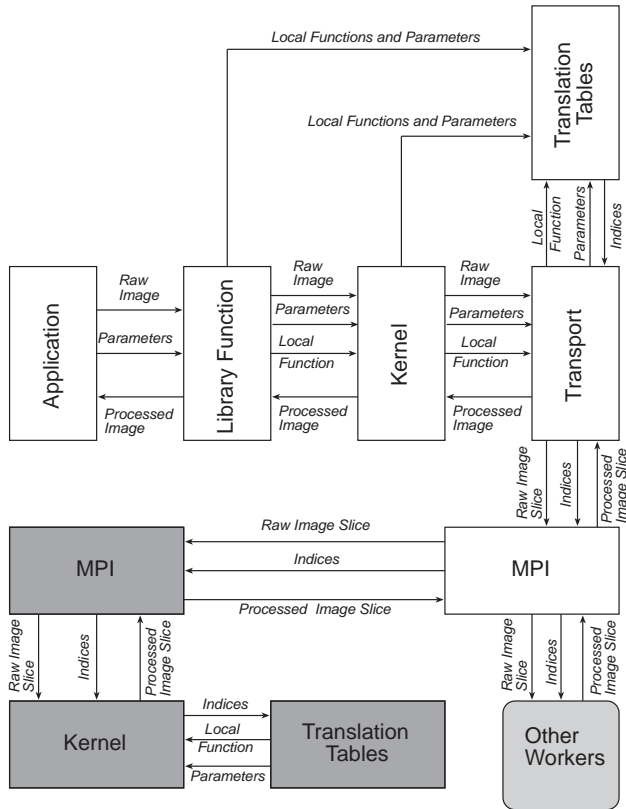 Local Functions and Parameters
Translation
Tables
Local Functions and Parameters
Local
Function
Parameters
Indices
Application
Raw
Image
Parameters
Processed
Image
Library Function
Raw
Image
Parameters
Local
Function
Processed
Image
Kernel
Raw
Image
Parameters
Local
Function
Processed
Image
Transport
Raw Image
Slice
Indices
Processed
Image Slice
MPI
Raw Image Slice
Indices
Processed Image Slice
MPI
Raw Image
Slice
Indices
Processed
Image Slice
Raw Image
Slice
Indices
Processed
Image Slice
Kernel
Indices
Local
Function
Parameters
Translation
Tables
Other
Workers